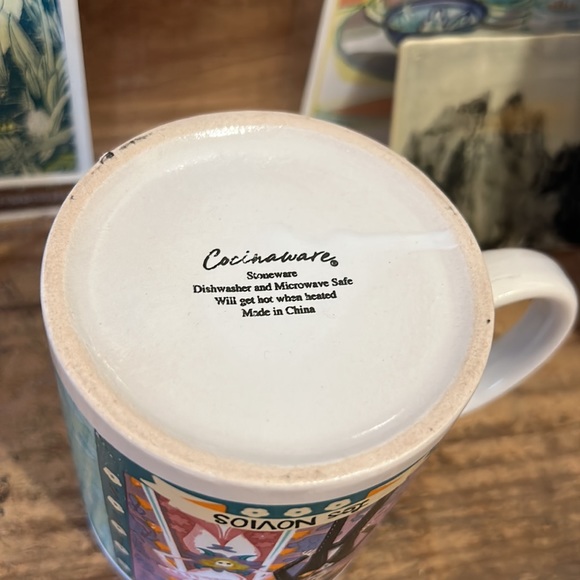 Cocinaware®
Stoneware
Dishwasher and Microwave Safe
Will get hot when heated
Made in China
LOS NOVIOS